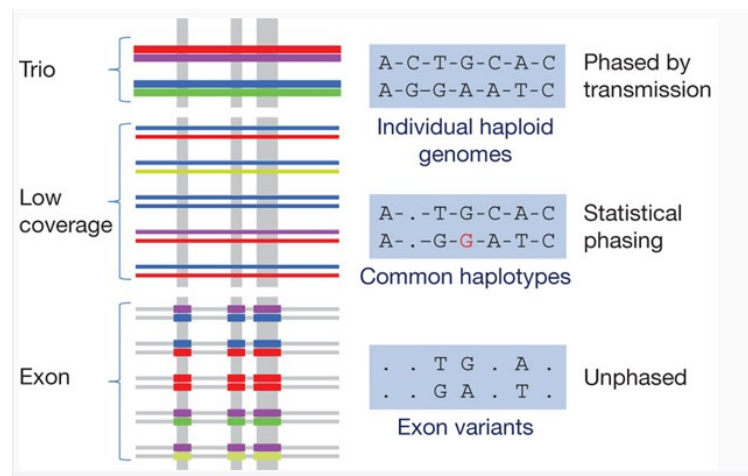 Trio
A-C-T-G-C-A-C
A-G-G-A-A-T-C
Individual haploid
genomes
Phased by
transmission
Low
coverage
A-.-T-G-C-A-C
A-.-G-G-A-T-C
Common haplotypes
Statistical
phasing
Exon
. . T G . A .
. . G A . T .
Exon variants
Unphased